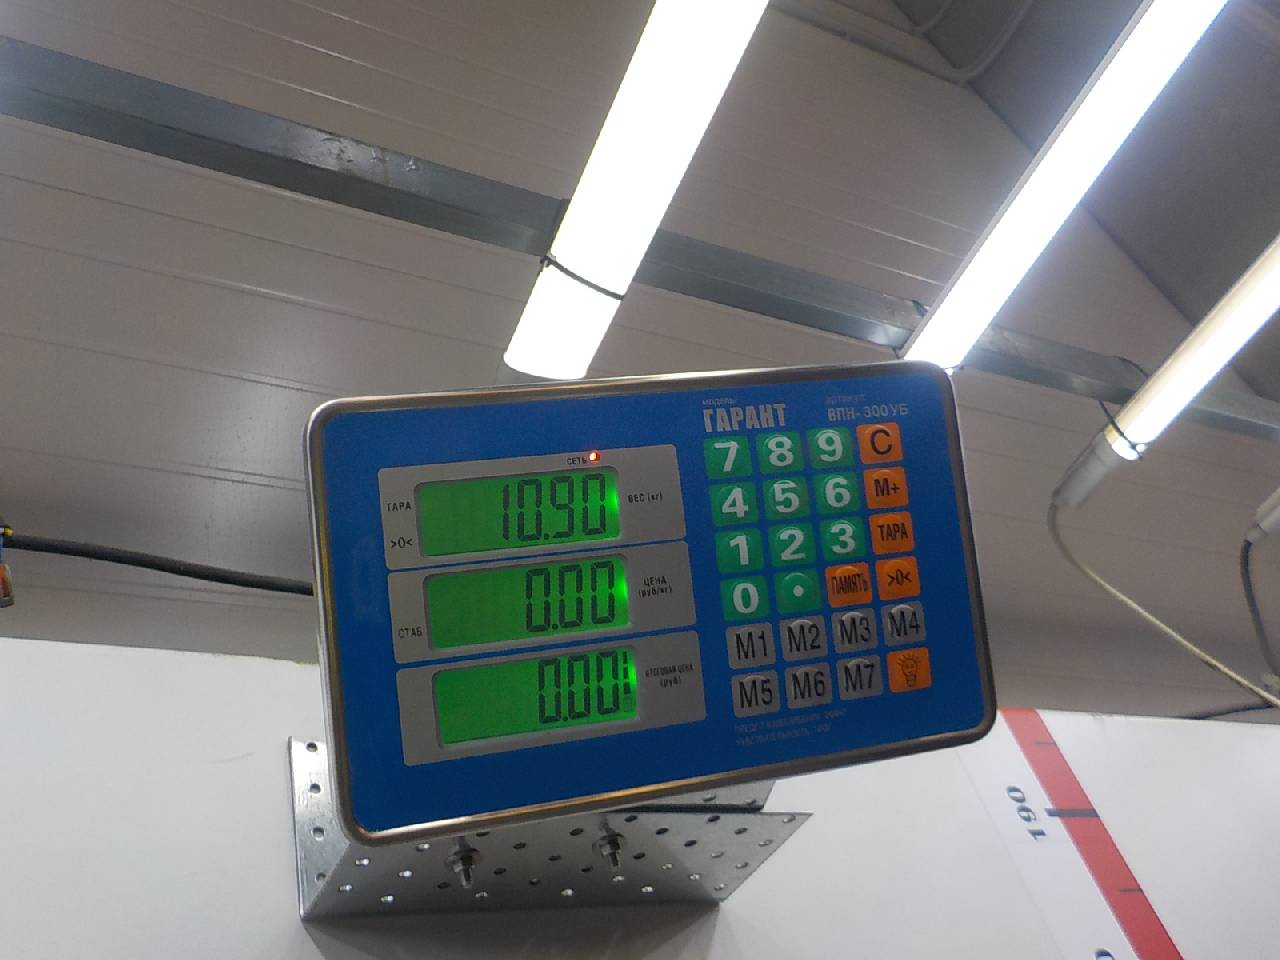 модель: артикул:
ГАРАНТ ВПН-300УБ
СЕТЬ
ТАРА 10.90 ВЕС (кг)
>0<
0.00 ЦЕНА (руб/кг)
СТАБ
0.00 ИТОГОВАЯ ЦЕНА (руб)
7 8 9 C
4 5 6 M+
1 2 3 ТАРА
0 . ПАМЯТЬ >0<
M1 M2 M3 M4
M5 M6 M7
190